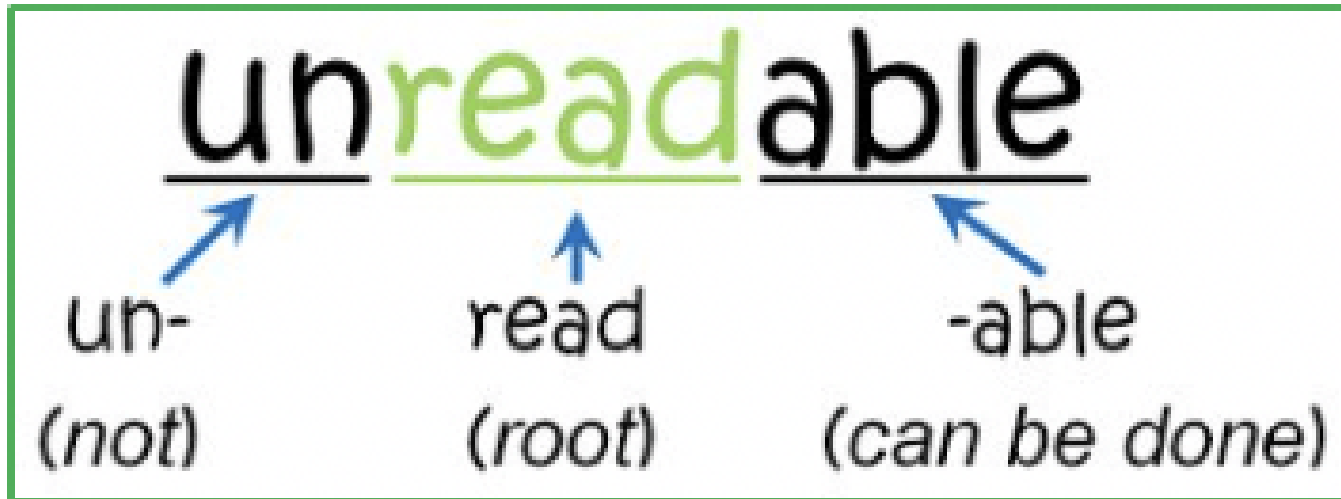 unreadable
un- read -able
(not) (root) (can be done)